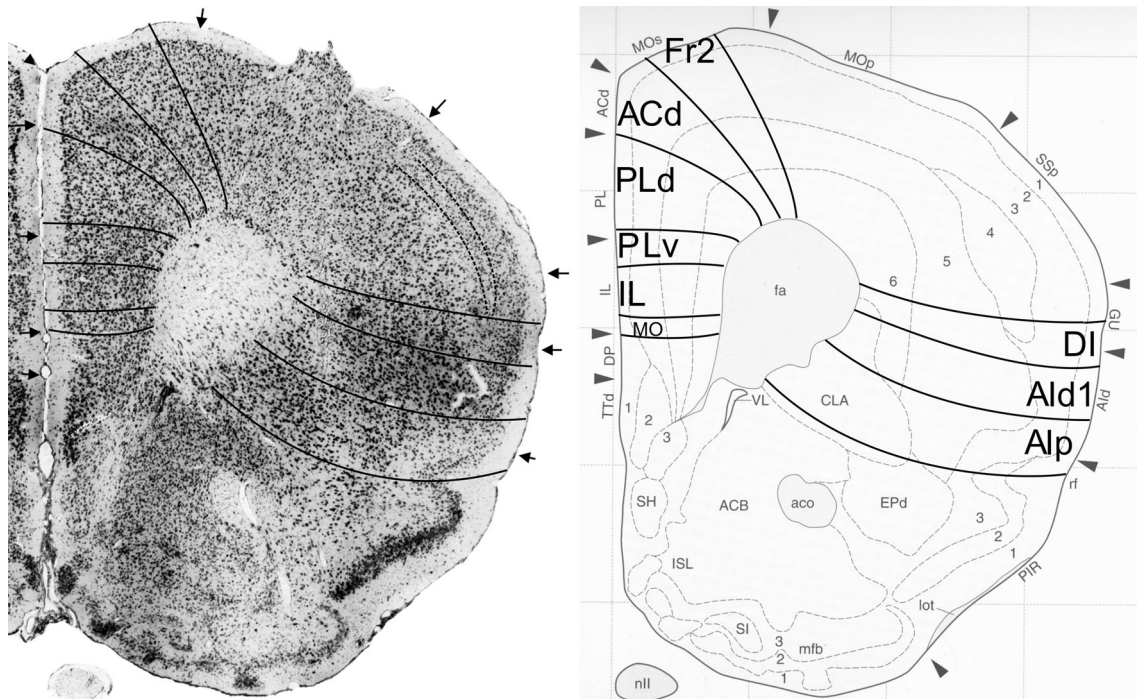 MOs
Fr2
MOp
ACd
ACd
SSp
PLd
PL
1
2
3
4
5
6
PLv
IL
IL
fa
GU
MO
DI
DP
AId1
AId
TTd
1
2
3
VL
CLA
AIp
rf
SH
ACB
aco
EPd
3
2
1
ISL
PIR
lot
SI
3
2
1
mfb
nII